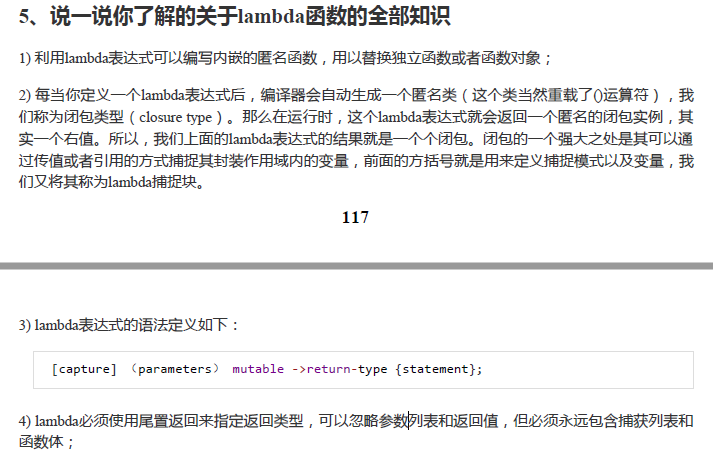 5、说一说你了解的关于lambda函数的全部知识
1) 利用lambda表达式可以编写内嵌的匿名函数，用以替换独立函数或者函数对象；
2) 每当你定义一个lambda表达式后，编译器会自动生成一个匿名类（这个类当然重载了()运算符），我
们称为闭包类型（closure type）。那么在运行时，这个lambda表达式就会返回一个匿名的闭包实例，其
实一个右值。所以，我们上面的lambda表达式的结果就是一个个闭包。闭包的一个强大之处是其可以通
过传值或者引用的方式捕捉其封装作用域内的变量，前面的方括号就是用来定义捕捉模式以及变量，我
们又将其称为lambda捕捉块。
117
3) lambda表达式的语法定义如下：
[capture] （parameters） mutable ->return-type {statement};
4) lambda必须使用尾置返回来指定返回类型，可以忽略参数列表和返回值，但必须永远包含捕获列表和
函数体；